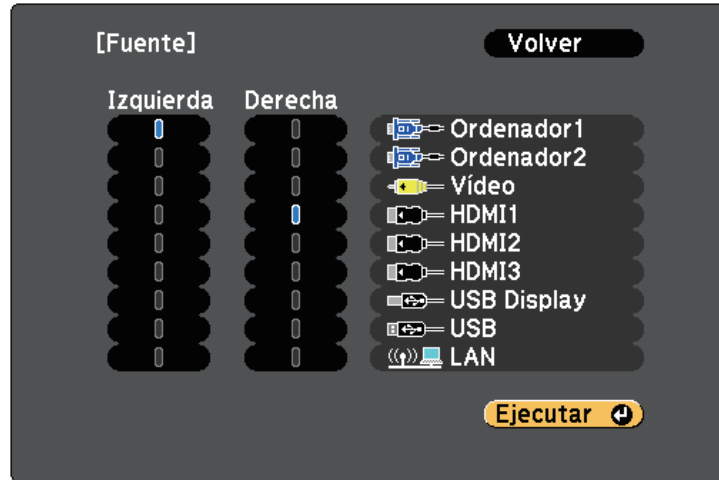 [Fuente] Volver
Izquierda Derecha
Ordenador1
Ordenador2
Vídeo
HDMI1
HDMI2
HDMI3
USB Display
USB
LAN
Ejecutar